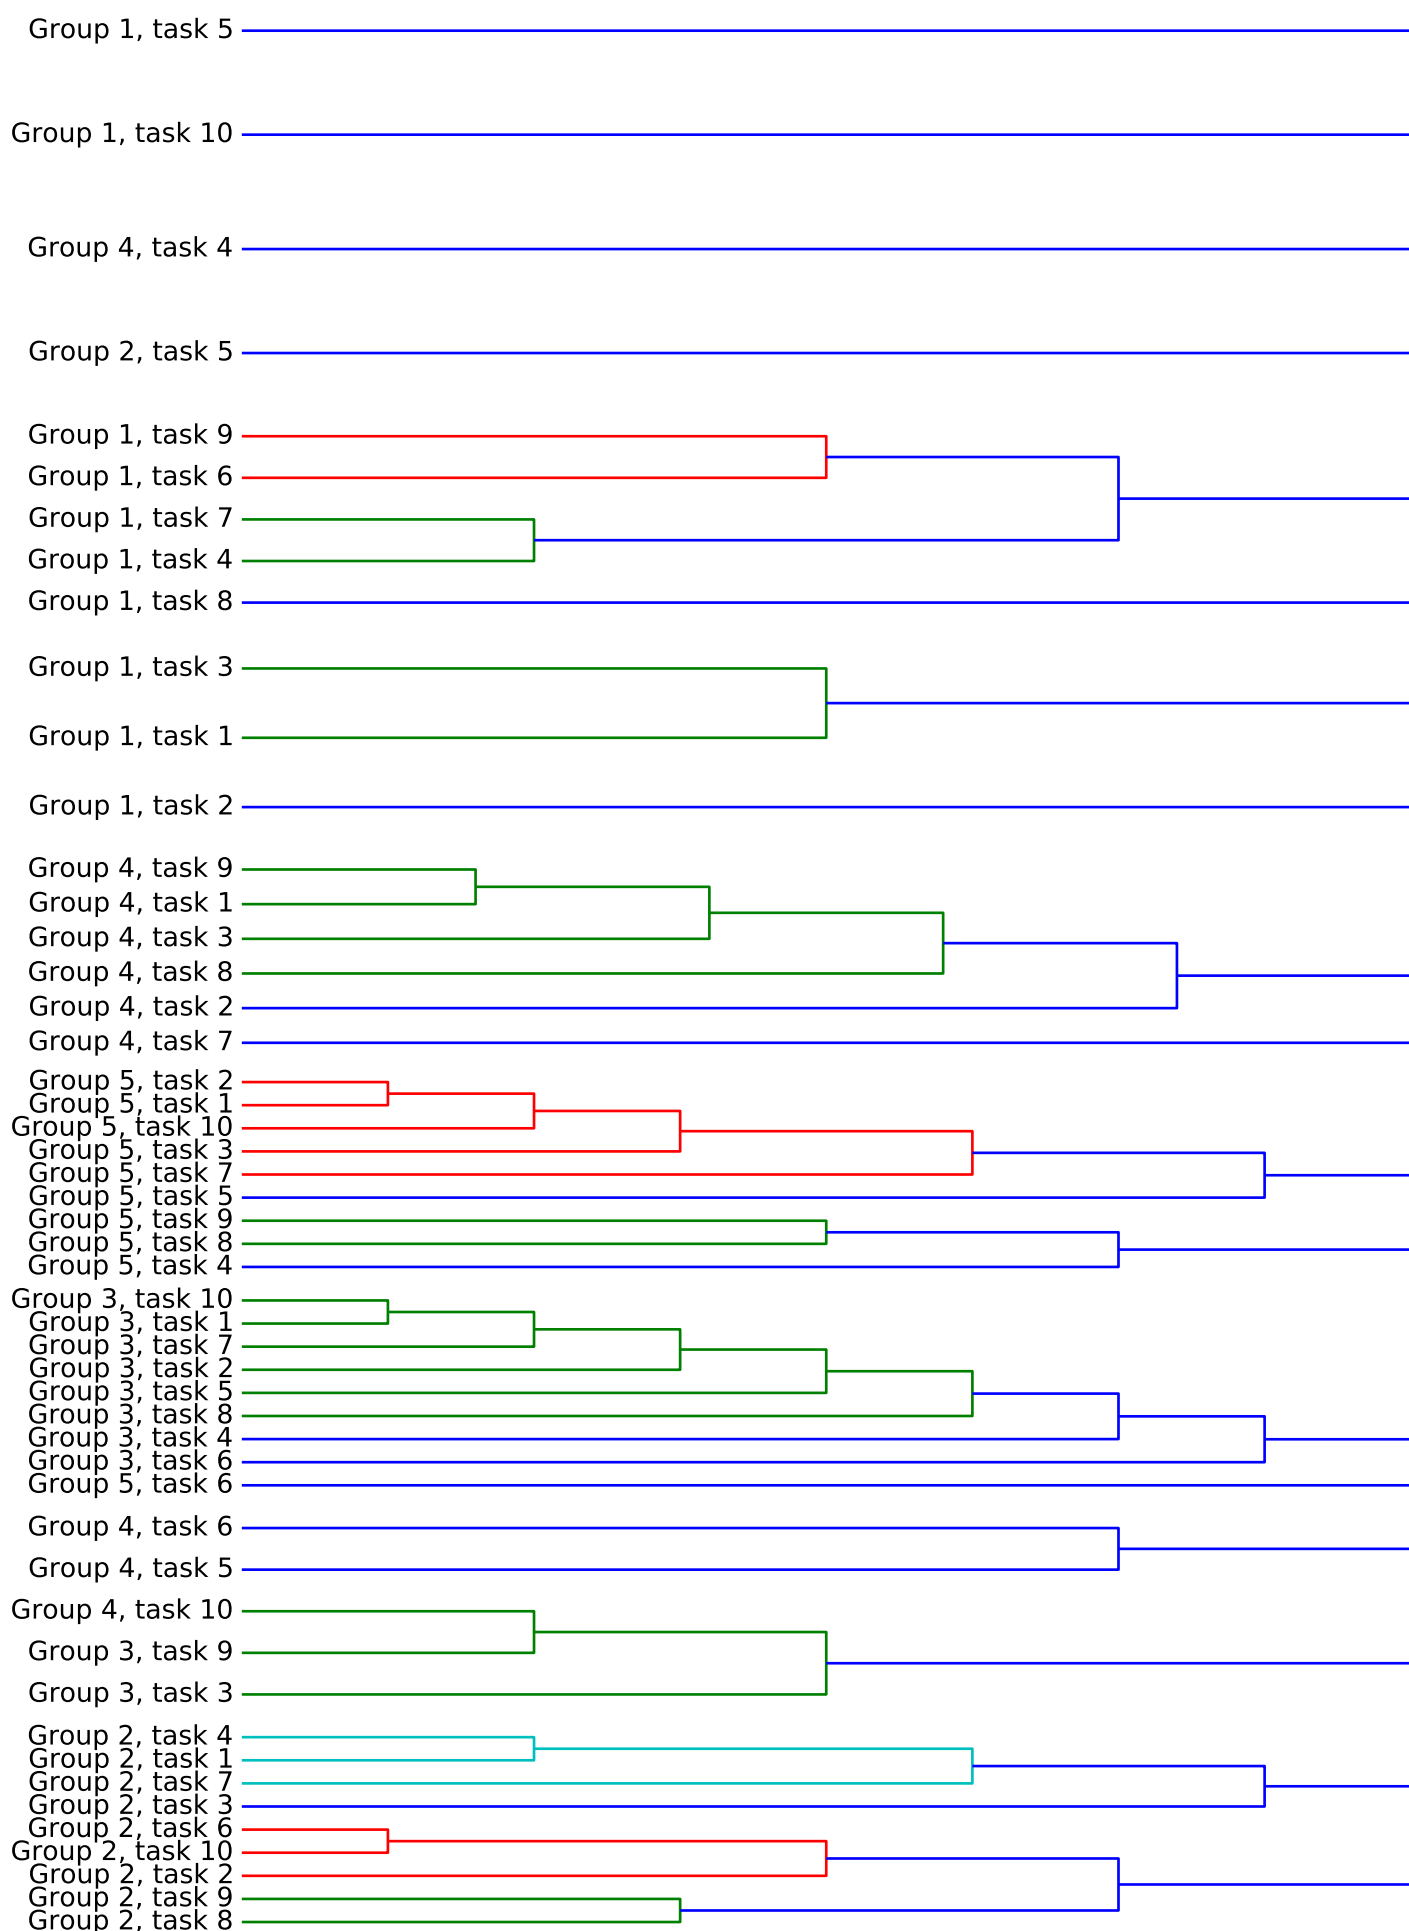 Group 1, task 5
Group 1, task 10
Group 4, task 4
Group 2, task 5
Group 1, task 9
Group 1, task 6
Group 1, task 7
Group 1, task 4
Group 1, task 8
Group 1, task 3
Group 1, task 1
Group 1, task 2
Group 4, task 9
Group 4, task 1
Group 4, task 3
Group 4, task 8
Group 4, task 2
Group 4, task 7
Group 5, task 2
Group 5, task 1
Group 5, task 10
Group 5, task 3
Group 5, task 7
Group 5, task 5
Group 5, task 9
Group 5, task 8
Group 5, task 4
Group 3, task 10
Group 3, task 1
Group 3, task 7
Group 3, task 2
Group 3, task 5
Group 3, task 8
Group 3, task 4
Group 3, task 6
Group 5, task 6
Group 4, task 6
Group 4, task 5
Group 4, task 10
Group 3, task 9
Group 3, task 3
Group 2, task 4
Group 2, task 1
Group 2, task 7
Group 2, task 3
Group 2, task 6
Group 2, task 10
Group 2, task 2
Group 2, task 9
Group 2, task 8